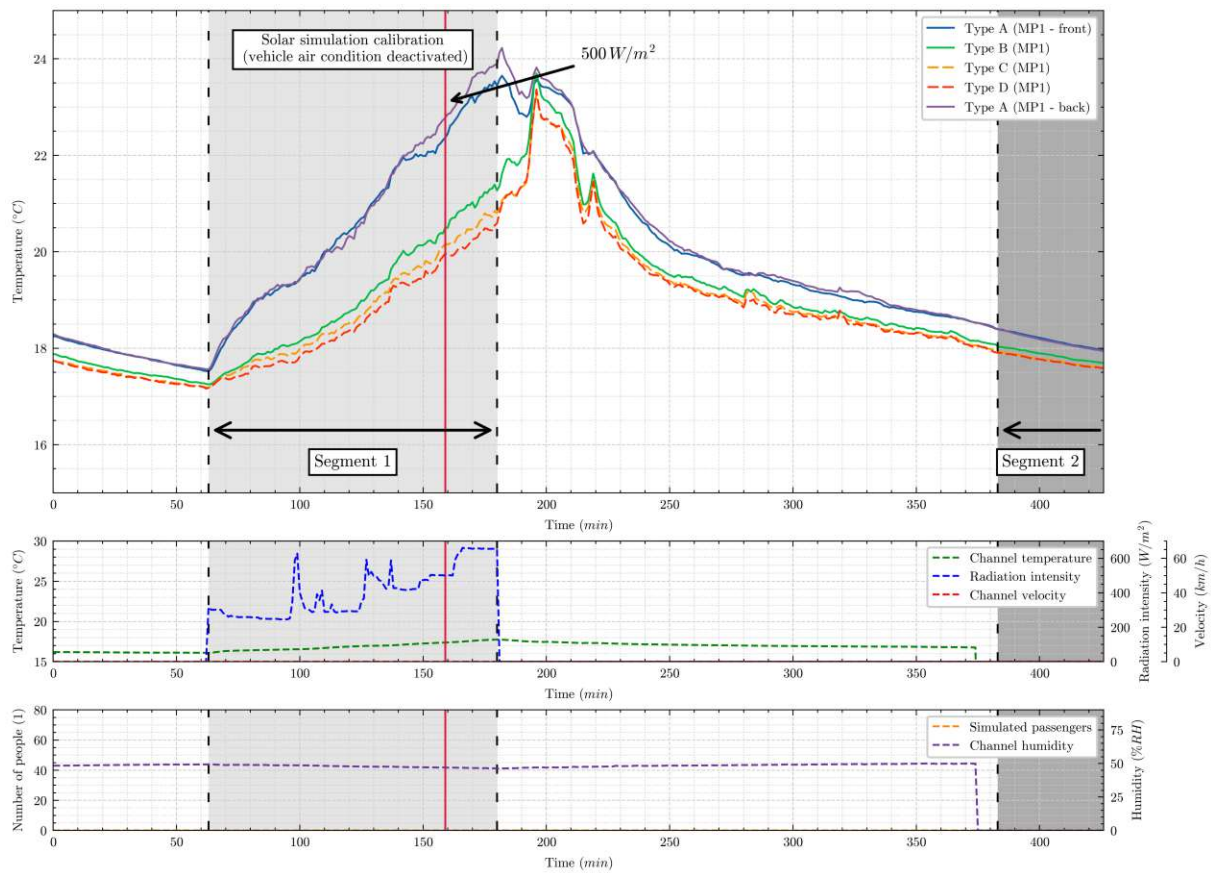 Solar simulation calibration
(vehicle air condition deactivated)
500 W/m²
Type A (MP1 - front)
Type B (MP1)
Type C (MP1)
Type D (MP1)
Type A (MP1 - back)
Temperature (°C)
24
22
20
18
16
Segment 1
Segment 2
0 50 100 150 200 250 300 350 400
Time (min)
Temperature (°C)
30
25
20
15
Channel temperature
Radiation intensity
Channel velocity
600
400
200
0
Radiation intensity (W/m²)
60
40
20
0
Velocity (km/h)
0 50 100 150 200 250 300 350 400
Time (min)
Number of people (1)
80
60
40
20
0
Simulated passengers
Channel humidity
75
50
25
0
Humidity (%RH)
0 50 100 150 200 250 300 350 400
Time (min)